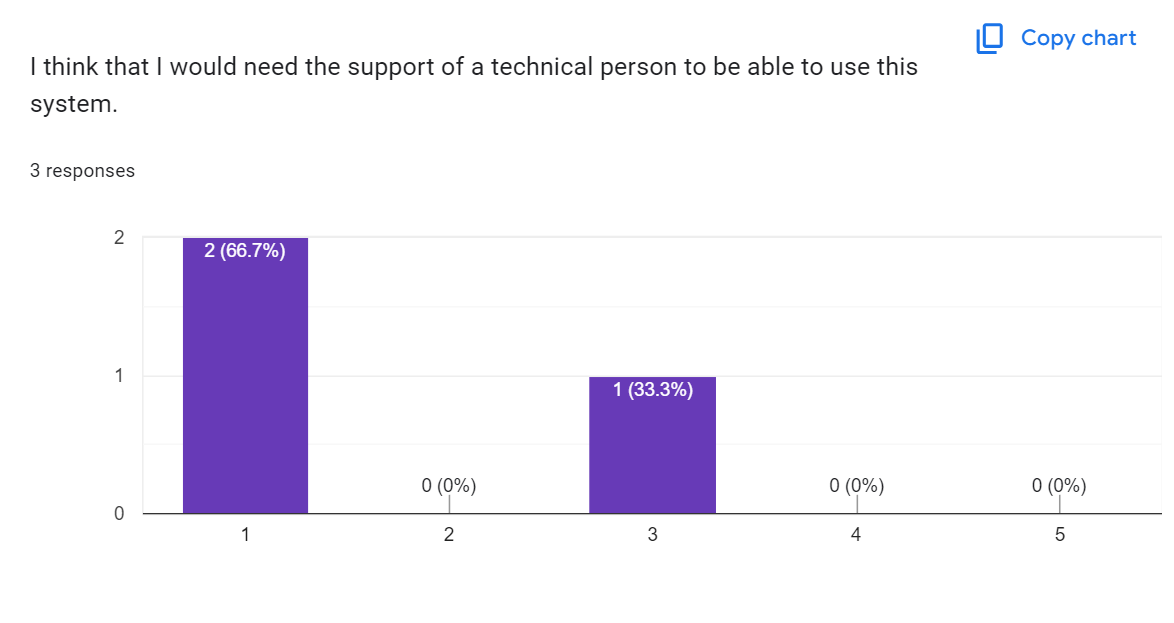 Copy chart
I think that I would need the support of a technical person to be able to use this
system.
3 responses
2
1
0
2 (66.7%)
0 (0%)
1 (33.3%)
0 (0%)
0 (0%)
1 2 3 4 5